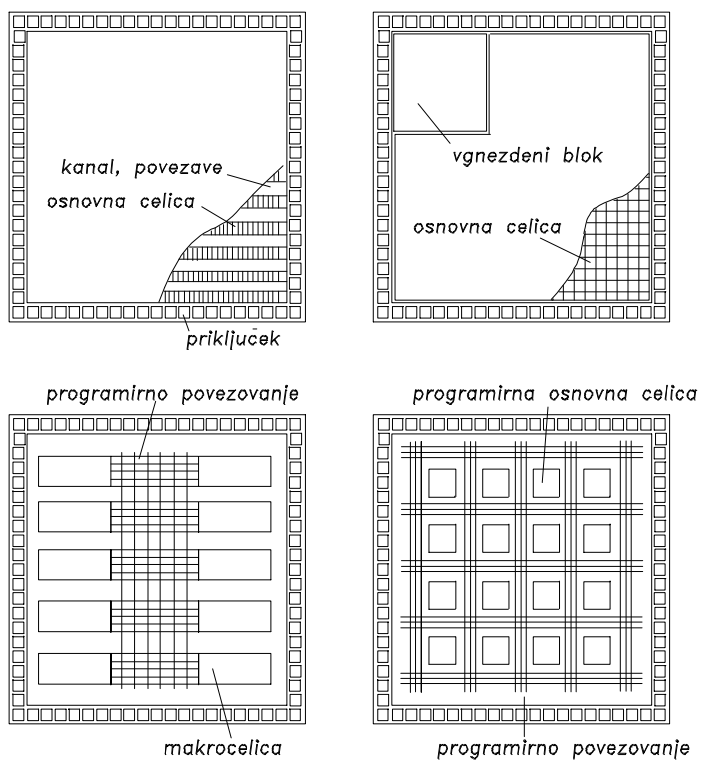 kanal, povezave
osnovna celica
priključek
vgnezdeni blok
osnovna celica
programirno povezovanje
makrocelica
programirna osnovna celica
programirno povezovanje